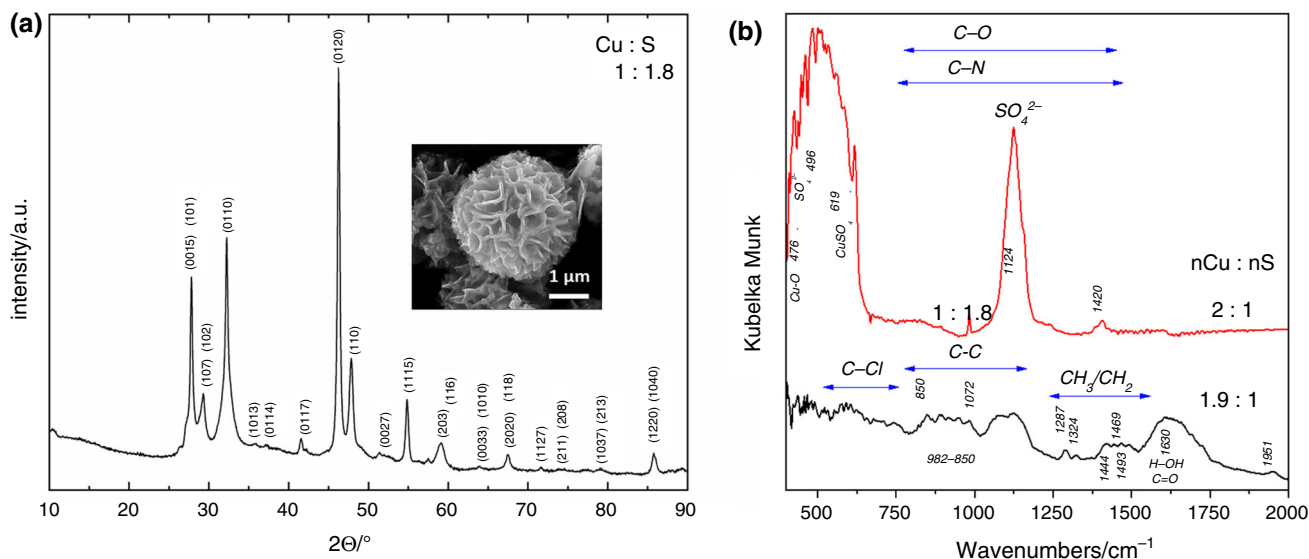 (a)
Cu : S
1 : 1.8
intensity/a.u.
(0015) (101)
(107) (102)
(0110)
(1013)
(0114)
(0117)
(0120)
(110)
(0027)
(1115)
(203) (116)
(0033) (1010)
(2020) (118)
(1127)
(211) (208)
(1037) (213)
(1220) (1040)
1 µm
10 20 30 40 50 60 70 80 90
2Θ/°
(b)
C–O
C–N
SO₄²⁻
Kubelka Munk
Cu-O 476 SO₄²⁻ 496
CuSO₄ 619
1124
1420
nCu : nS
1 : 1.8
2 : 1
C–Cl
C-C
CH₃/CH₂
1.9 : 1
850
1072
982–850
1287
1324
1444
1469
1493
1630
H–OH
C=O
1951
500 750 1000 1250 1500 1750 2000
Wavenumbers/cm⁻¹